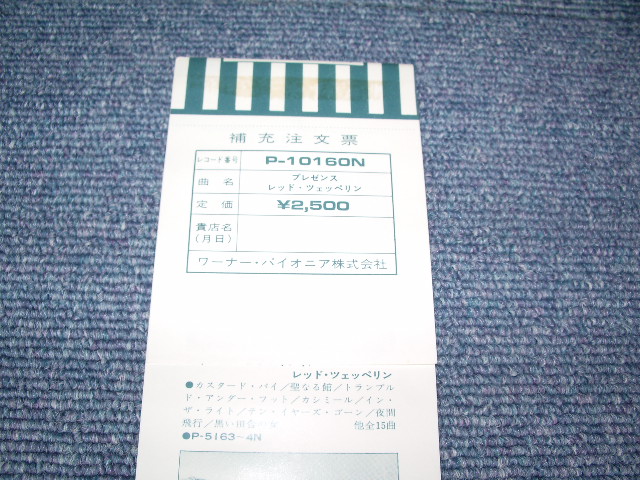 補充注文票
レコード番号 P-10160N
曲名 プレゼンス
レッド・ツェッペリン
定価 ¥2,500
貴店名
(月日)
ワーナー・パイオニア株式会社
レッド・ツェッペリン
●カスタード・パイ/聖なる館/トランプル
ド・アンダー・フット/カシミール/イン・
ザ・ライト/テン・イヤーズ・ゴーン/夜間
飛行/黒い田舎の女 他全15曲
●P-5163~4N